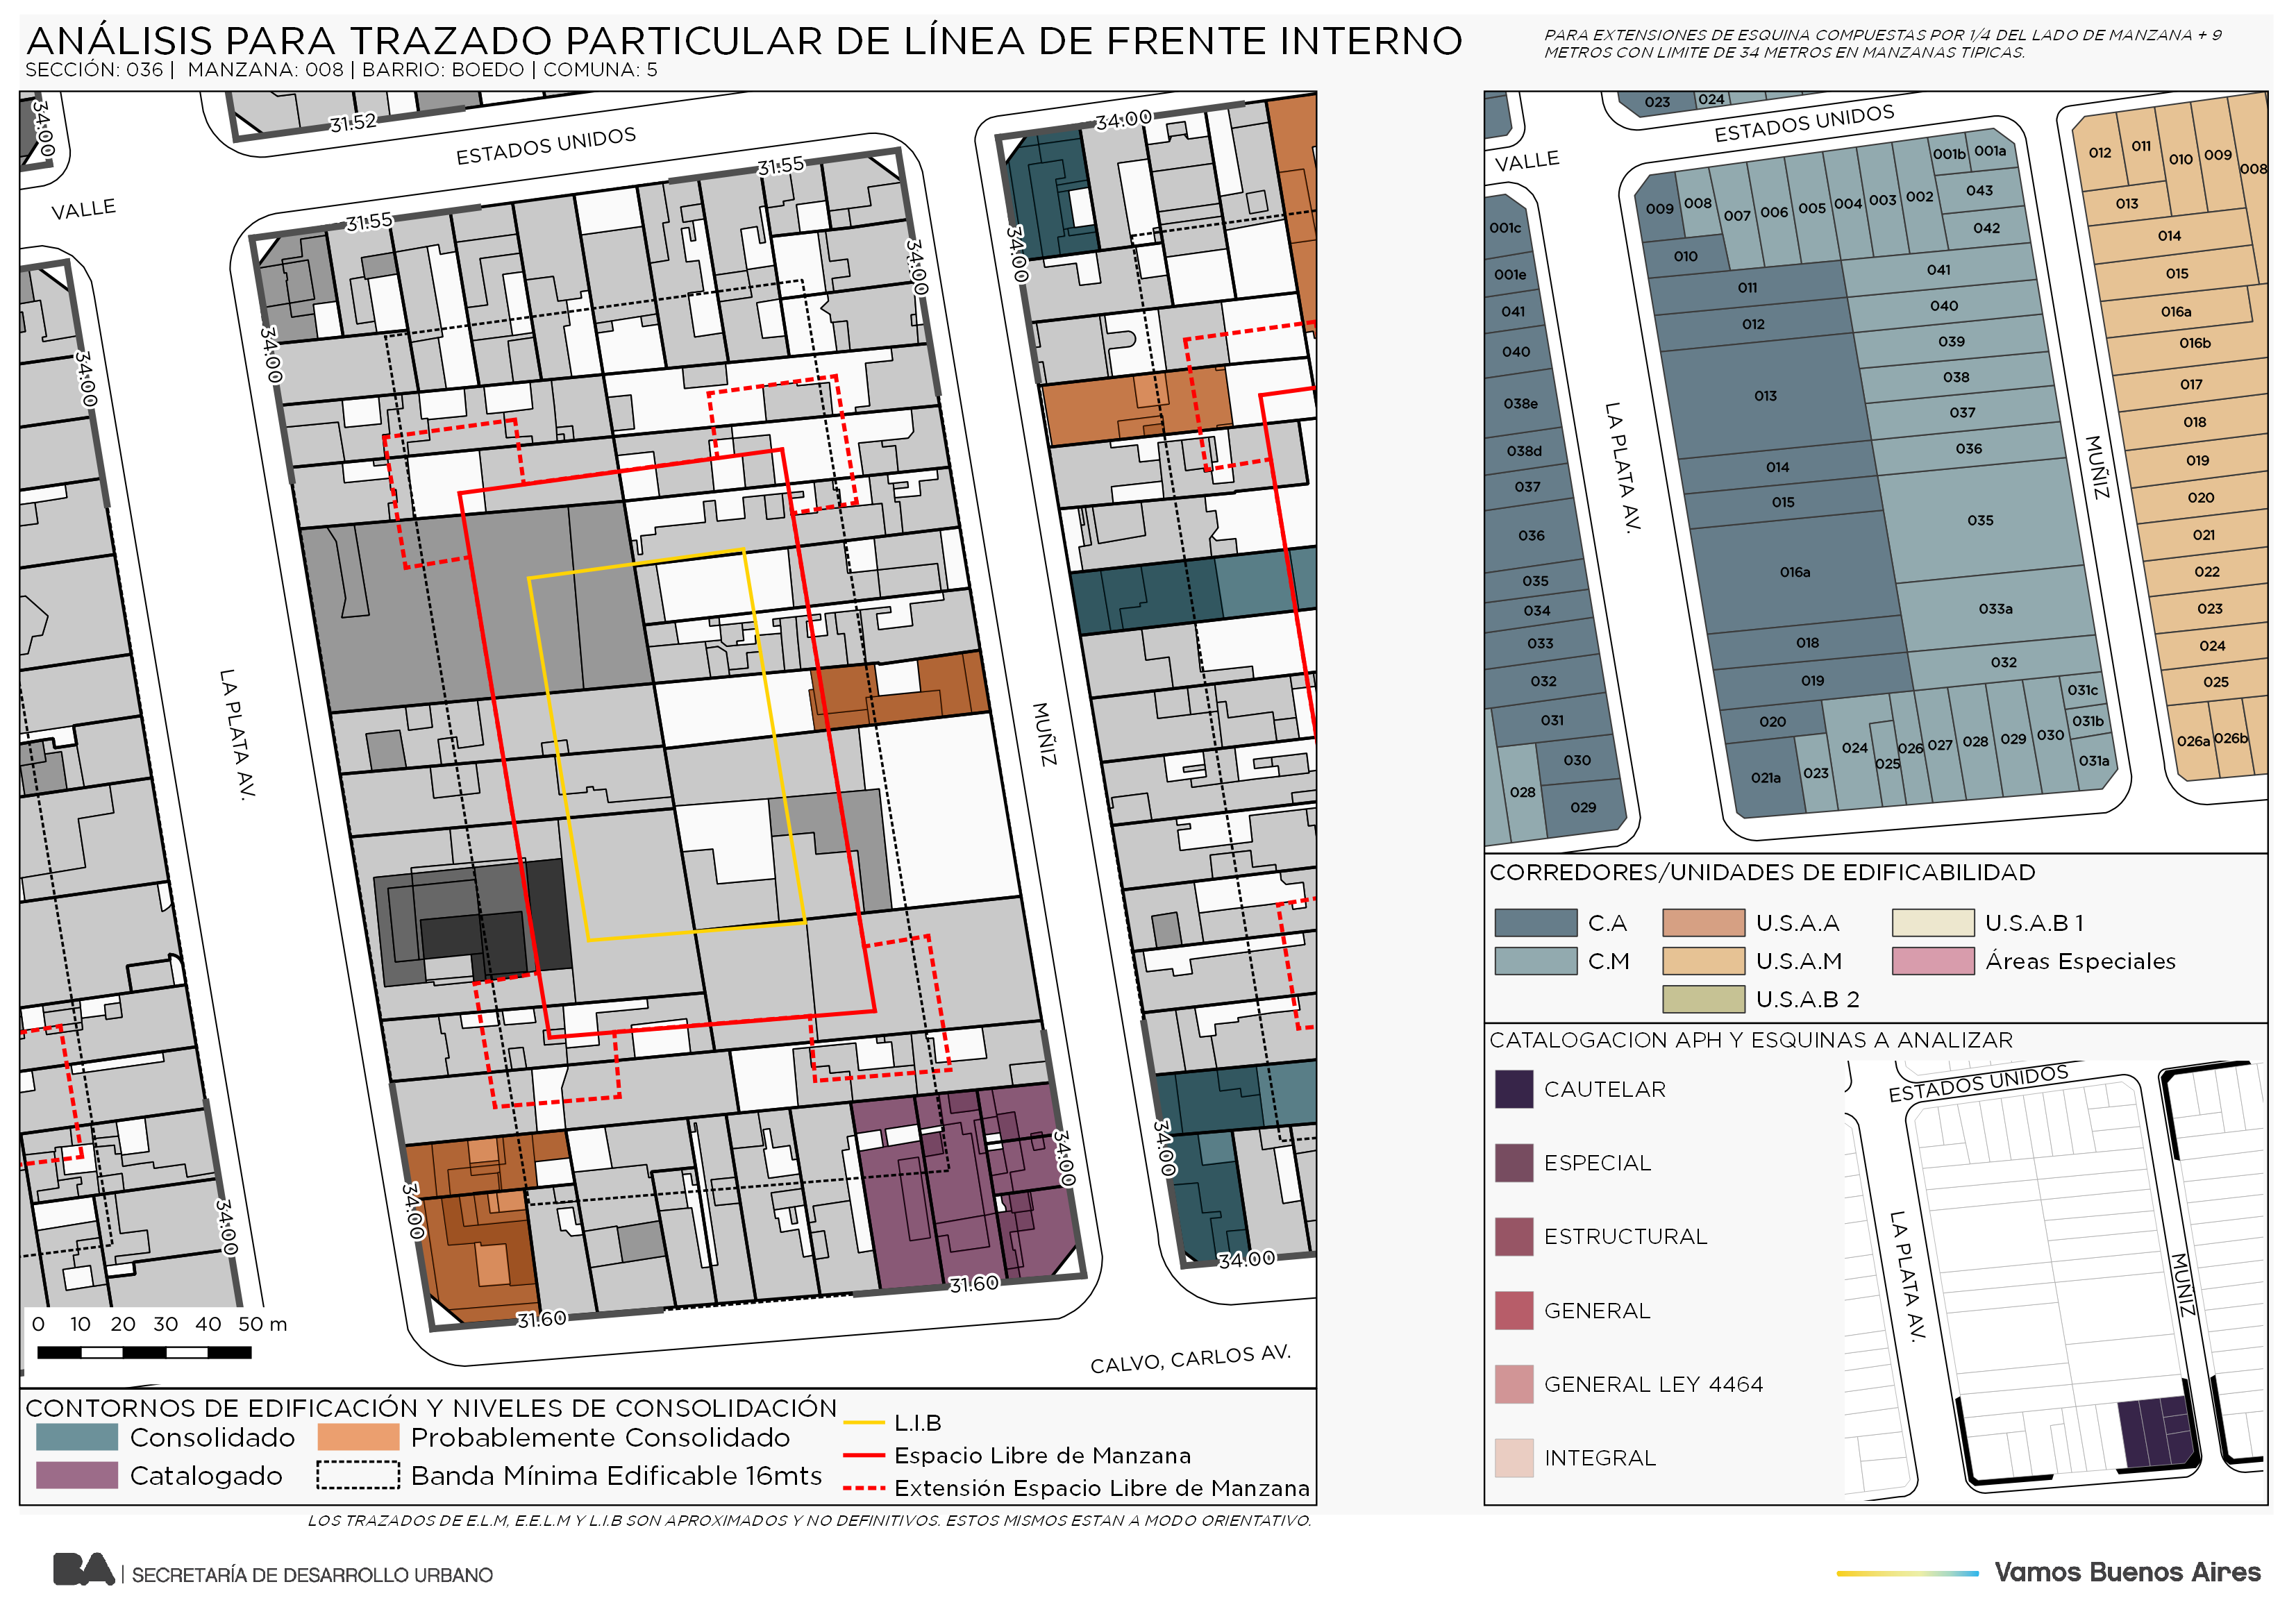 ANÁLISIS PARA TRAZADO PARTICULAR DE LÍNEA DE FRENTE INTERNO
SECCIÓN: 036 | MANZANA: 008 | BARRIO: BOEDO | COMUNA: 5
PARA EXTENSIONES DE ESQUINA COMPUESTAS POR 1/4 DEL LADO DE MANZANA + 9
METROS CON LIMITE DE 34 METROS EN MANZANAS TIPICAS.
34.00
31.52
ESTADOS UNIDOS
34.00
31.55
VALLE
31.55
34.00
34.00
34.00
34.00
LA PLATA AV.
MUÑIZ
34.00
34.00
34.00
34.00
31.60
31.60
34.00
CALVO, CARLOS AV.
0 10 20 30 40 50 m
CONTORNOS DE EDIFICACIÓN Y NIVELES DE CONSOLIDACIÓN
Consolidado
Probablemente Consolidado
Catalogado
Banda Mínima Edificable 16mts
L.I.B
Espacio Libre de Manzana
Extensión Espacio Libre de Manzana
LOS TRAZADOS DE E.L.M, E.E.L.M Y L.I.B SON APROXIMADOS Y NO DEFINITIVOS. ESTOS MISMOS ESTAN A MODO ORIENTATIVO.
023 024
ESTADOS UNIDOS
VALLE
LA PLATA AV.
MUÑIZ
001c
001e
041
040
038e
038d
037
036
035
034
033
032
031
030
028
029
009 008 007 006 005 004 003 002 001b 001a
043
042
010
011
012
013
014
015
016a
018
019
020
021a
041
040
039
038
037
036
035
033a
032
023 024 025 026 027 028 029 030
031c
031b
031a
012 011 010 009 008
013
014
015
016a
016b
017
018
019
020
021
022
023
024
025
026a 026b
CORREDORES/UNIDADES DE EDIFICABILIDAD
C.A
U.S.A.A
U.S.A.B 1
C.M
U.S.A.M
Áreas Especiales
U.S.A.B 2
CATALOGACION APH Y ESQUINAS A ANALIZAR
CAUTELAR
ESPECIAL
ESTRUCTURAL
GENERAL
GENERAL LEY 4464
INTEGRAL
ESTADOS UNIDOS
LA PLATA AV.
MUÑIZ
BA | SECRETARÍA DE DESARROLLO URBANO
Vamos Buenos Aires